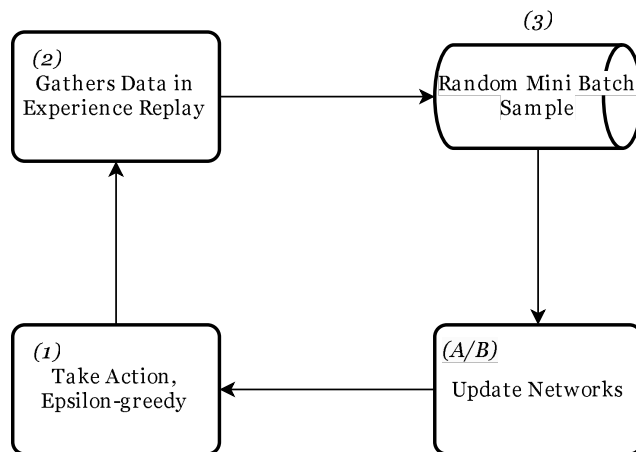 (2)
Gathers Data in
Experience Replay
(3)
Random Mini Batch
Sample
(1)
Take Action,
Epsilon-greedy
(A/B)
Update Networks